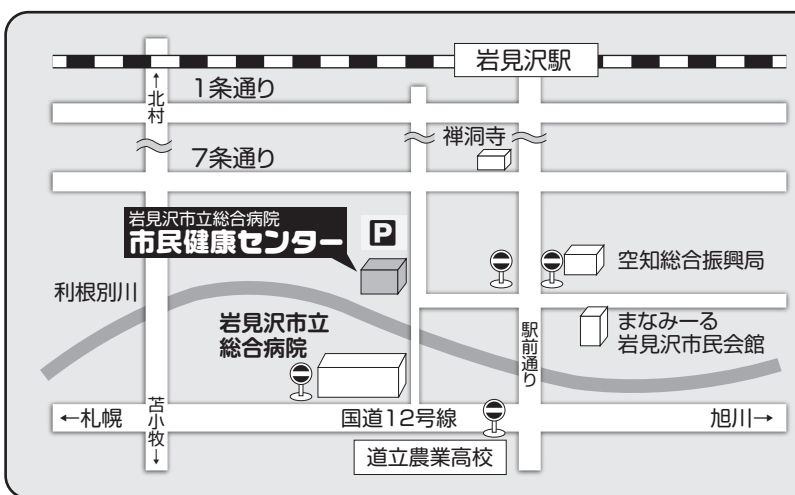 岩見沢駅
1条通り
↑北村
禅洞寺
7条通り
岩見沢市立総合病院
市民健康センター
P
空知総合振興局
利根別川
岩見沢市立
総合病院
まなみーる
岩見沢市民会館
駅前通り
←札幌
苫小牧↓
国道12号線
旭川→
道立農業高校